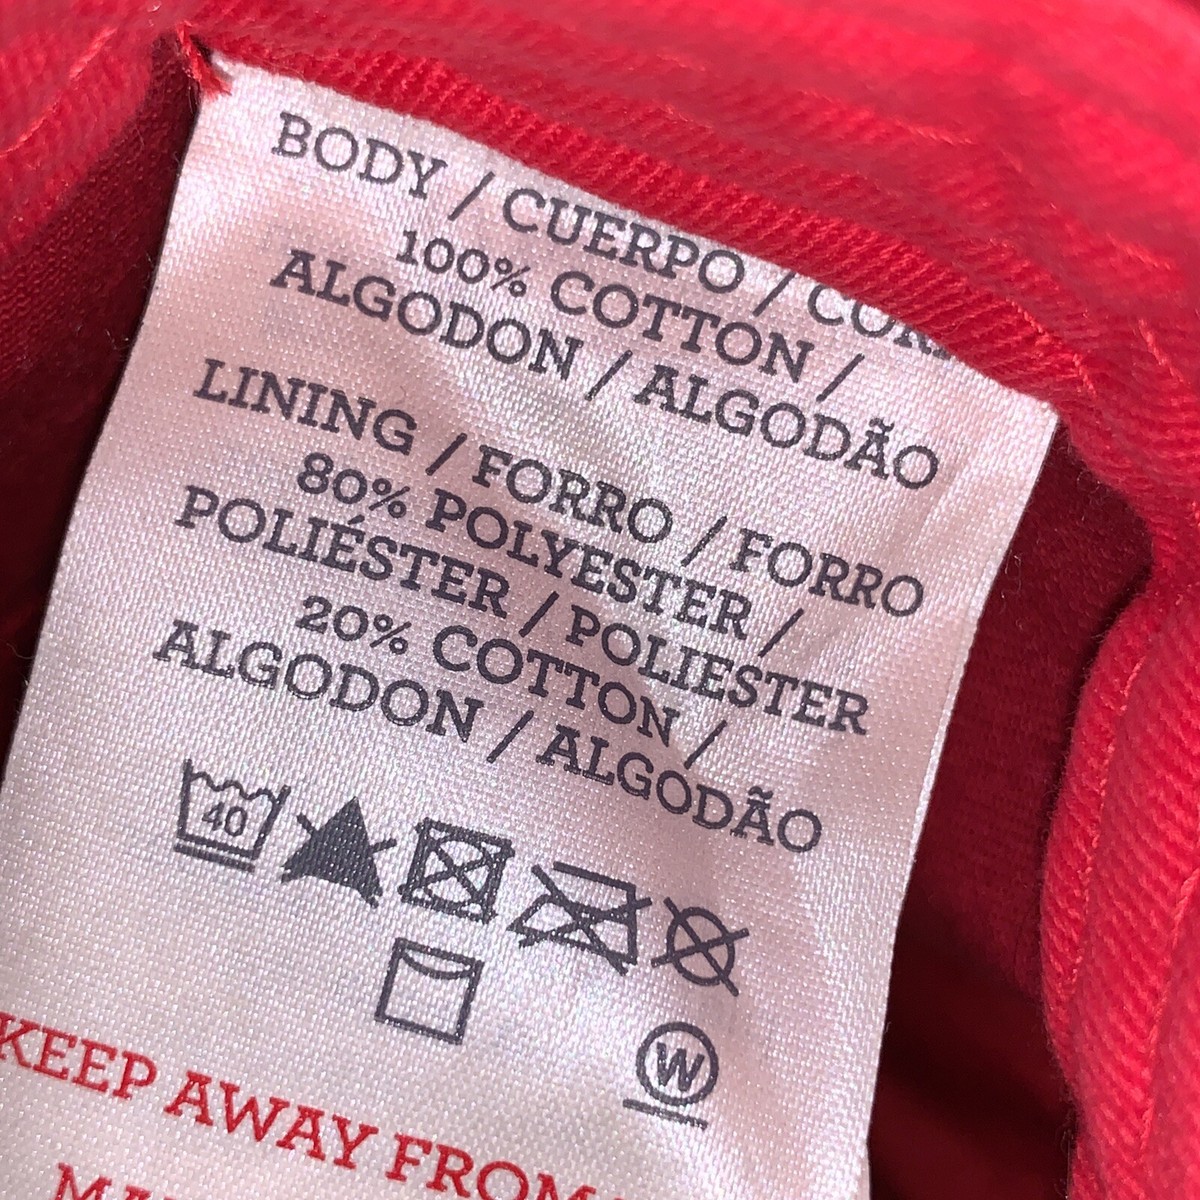 BODY / CUERPO /
100% COTTON /
ALGODON / ALGODÃO
LINING / FORRO / FORRO
80% POLYESTER /
POLIÉSTER / POLIESTER
20% COTTON /
ALGODON / ALGODÃO
40
W
KEEP AWAY FROM